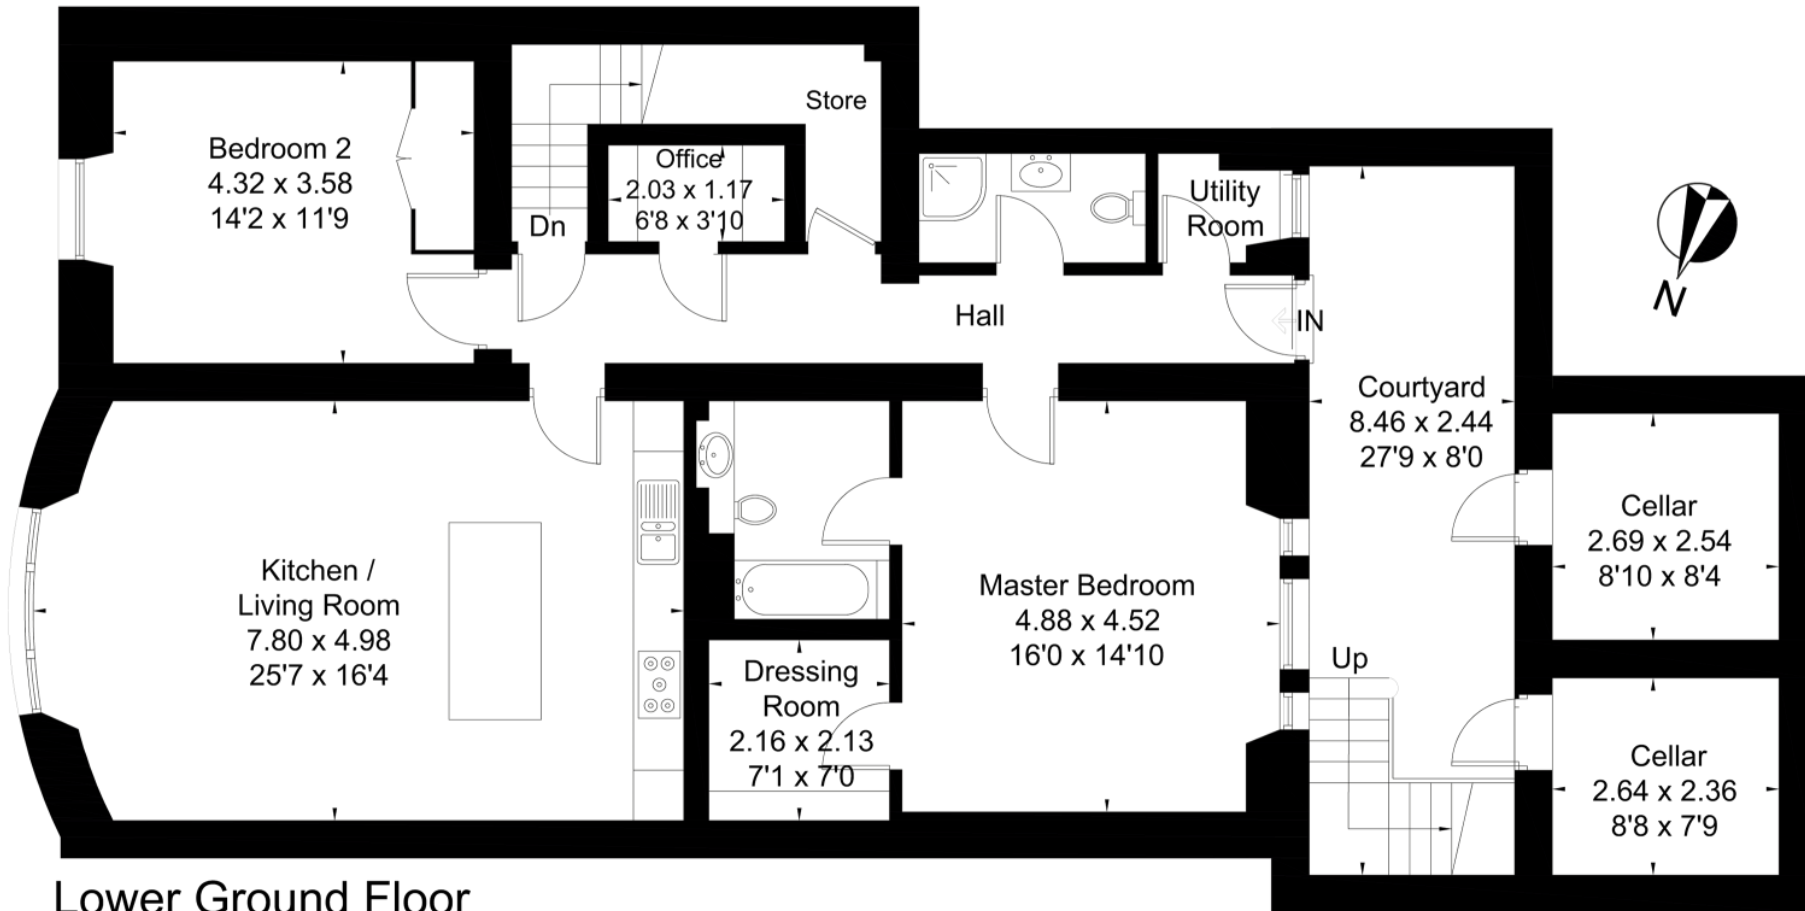 Bedroom 2
4.32 x 3.58
14'2 x 11'9
Dn
Office
2.03 x 1.17
6'8 x 3'10
Store
Utility
Room
N
Hall
IN
Courtyard
8.46 x 2.44
27'9 x 8'0
Kitchen /
Living Room
7.80 x 4.98
25'7 x 16'4
Dressing
Room
2.16 x 2.13
7'1 x 7'0
Master Bedroom
4.88 x 4.52
16'0 x 14'10
Up
Cellar
2.69 x 2.54
8'10 x 8'4
Cellar
2.64 x 2.36
8'8 x 7'9
Lower Ground Floor